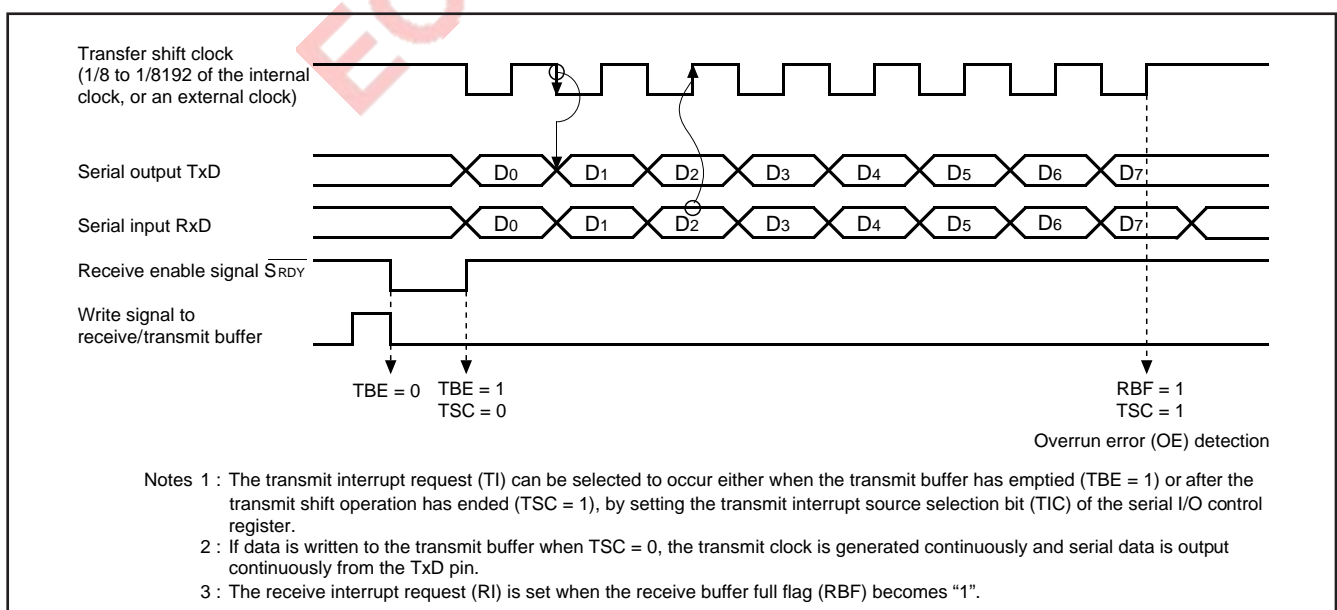 Transfer shift clock
(1/8 to 1/8192 of the internal
clock, or an external clock)
Serial output TxD
D0 D1 D2 D3 D4 D5 D6 D7
Serial input RxD
D0 D1 D2 D3 D4 D5 D6 D7
Receive enable signal SRDY
Write signal to
receive/transmit buffer
TBE = 0
TBE = 1
TSC = 0
RBF = 1
TSC = 1
Overrun error (OE) detection
Notes 1 : The transmit interrupt request (TI) can be selected to occur either when the transmit buffer has emptied (TBE = 1) or after the
transmit shift operation has ended (TSC = 1), by setting the transmit interrupt source selection bit (TIC) of the serial I/O control
register.
2 : If data is written to the transmit buffer when TSC = 0, the transmit clock is generated continuously and serial data is output
continuously from the TxD pin.
3 : The receive interrupt request (RI) is set when the receive buffer full flag (RBF) becomes “1”.